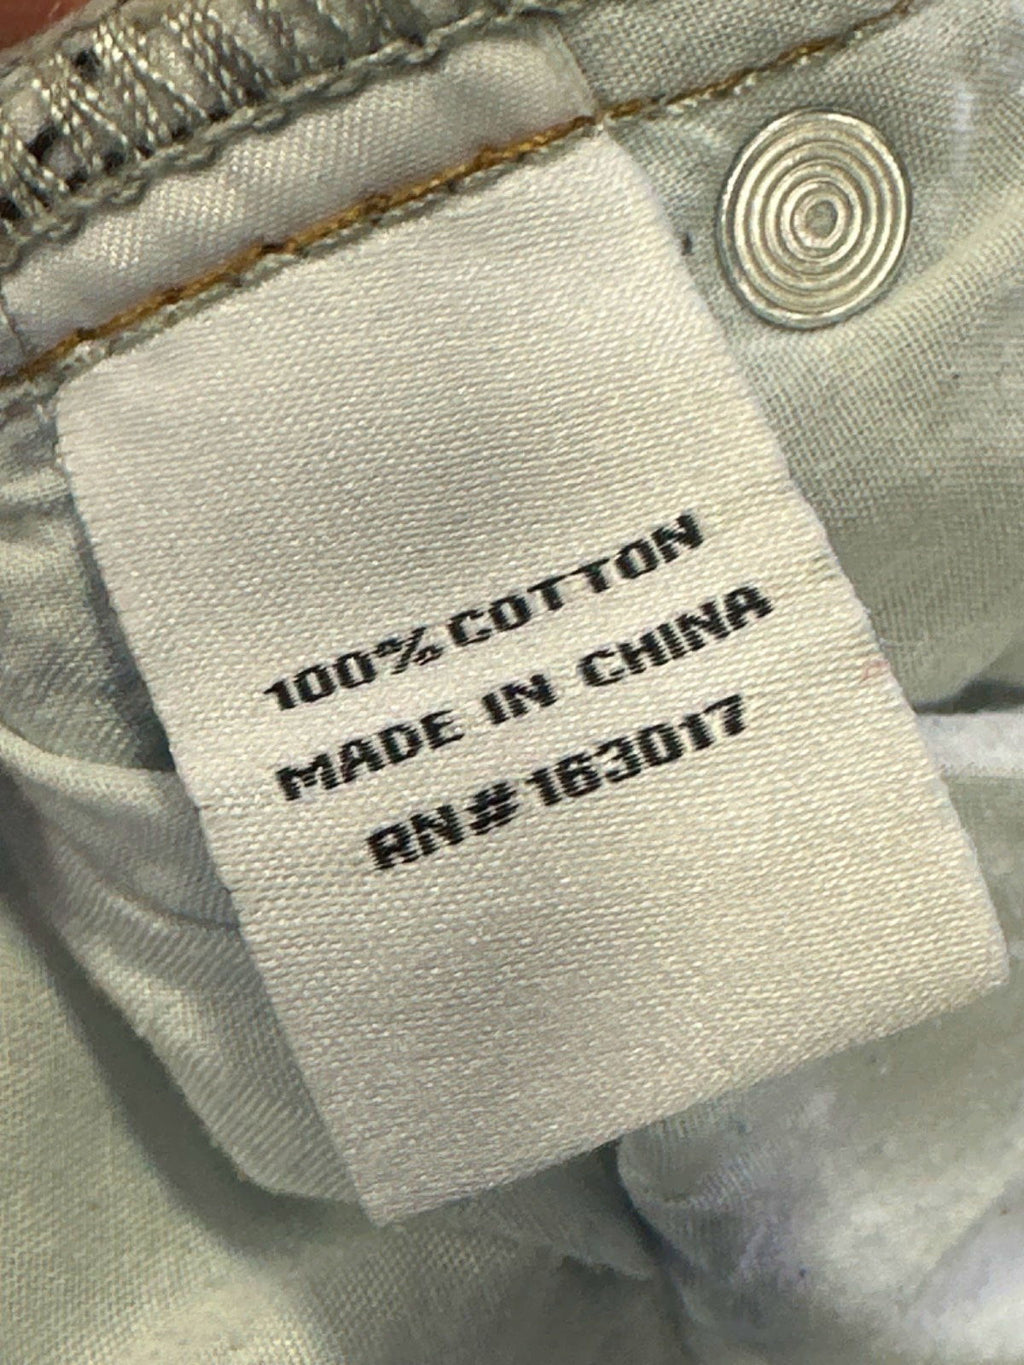 100% COTTON
MADE IN CHINA
RN#163017